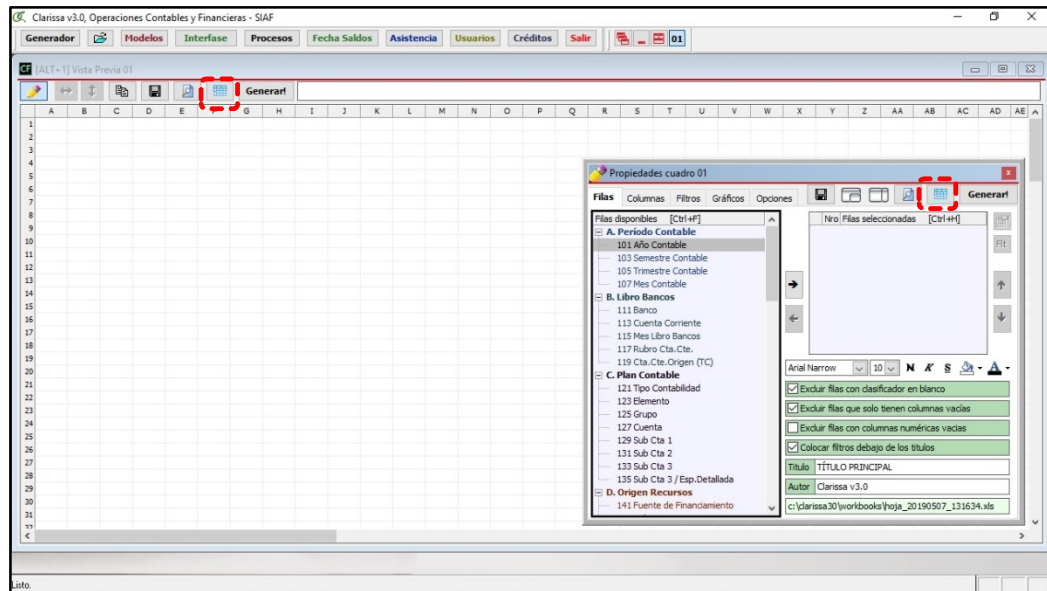 Clarissa v3.0, Operaciones Contables y Financieras - SIAF
Generador Modelos Interfase Procesos Fecha Saldos Asistencia Usuarios Créditos Salir 01
[ALT+1] Vista Previa 01
Generar!
A B C D E F G H I J K L M N O P Q R S T U V W X Y Z AA AB AC AD AE
1
2
3
4
5
6
7
8
9
10
11
12
13
14
15
16
17
18
19
20
21
22
23
24
25
26
27
28
29
30
31
32
Propiedades cuadro 01
Filas Columnas Filtros Gráficos Opciones Generar!
Filas disponibles [Ctrl+F]
A. Período Contable
101 Año Contable
103 Semestre Contable
105 Trimestre Contable
107 Mes Contable
B. Libro Bancos
111 Banco
113 Cuenta Corriente
115 Mes Libro Bancos
117 Rubro Cta.Cte.
119 Cta.Cte.Origen (TC)
C. Plan Contable
121 Tipo Contabilidad
123 Elemento
125 Grupo
127 Cuenta
129 Sub Cta 1
131 Sub Cta 2
133 Sub Cta 3
135 Sub Cta 3 / Esp.Detallada
D. Origen Recursos
141 Fuente de Financiamiento
Nro Filas seleccionadas [Ctrl+H]
Flt
Arial Narrow 10 N K S A
Excluir filas con clasificador en blanco
Excluir filas que solo tienen columnas vacías
Excluir filas con columnas numéricas vacias
Colocar filtros debajo de los titulos
Titulo TÍTULO PRINCIPAL
Autor Clarissa v3.0
c:\clarissa30\workbooks\hoja_20190507_131634.xls
Listo.